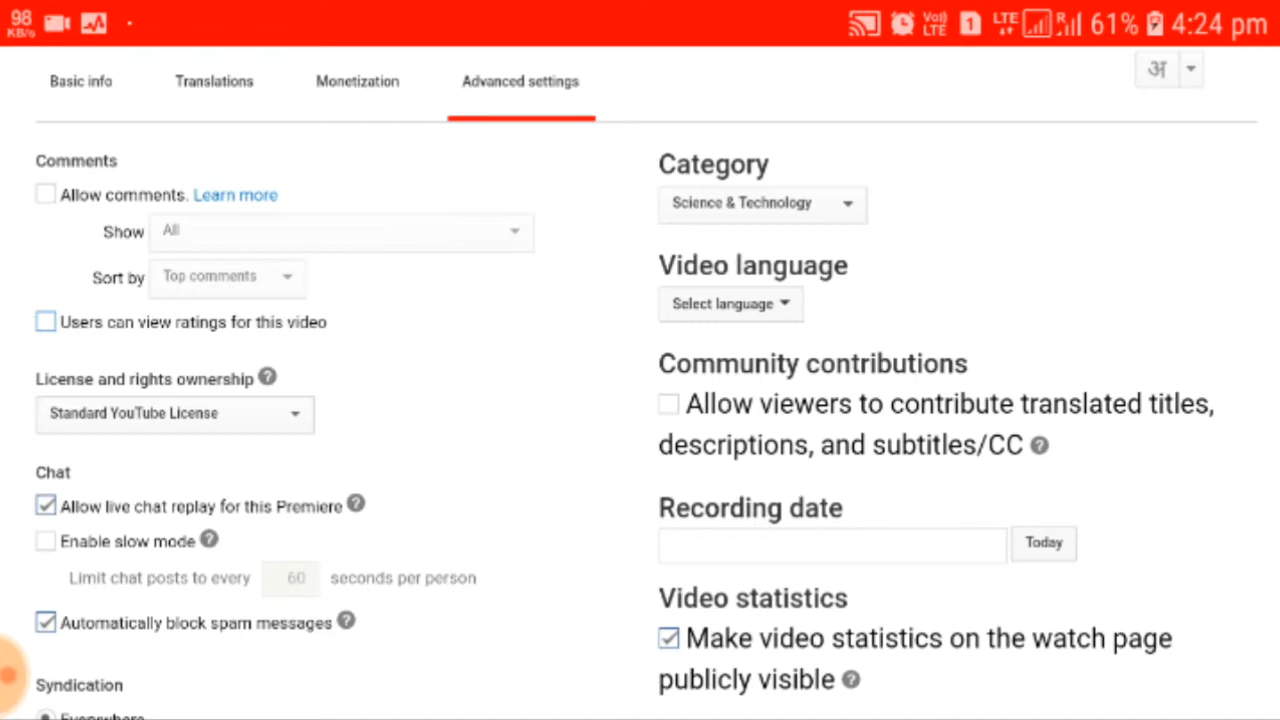 98
KB/s
Vo))
LTE
1
LTE
R
61%
4:24 pm
Basic info
Translations
Monetization
Advanced settings
अ
Comments
Allow comments. Learn more
Show All
Sort by Top comments
Users can view ratings for this video
License and rights ownership ?
Standard YouTube License
Chat
Allow live chat replay for this Premiere ?
Enable slow mode ?
Limit chat posts to every 60 seconds per person
Automatically block spam messages ?
Syndication
Everywhere
Category
Science & Technology
Video language
Select language
Community contributions
Allow viewers to contribute translated titles,
descriptions, and subtitles/CC ?
Recording date
Today
Video statistics
Make video statistics on the watch page
publicly visible ?